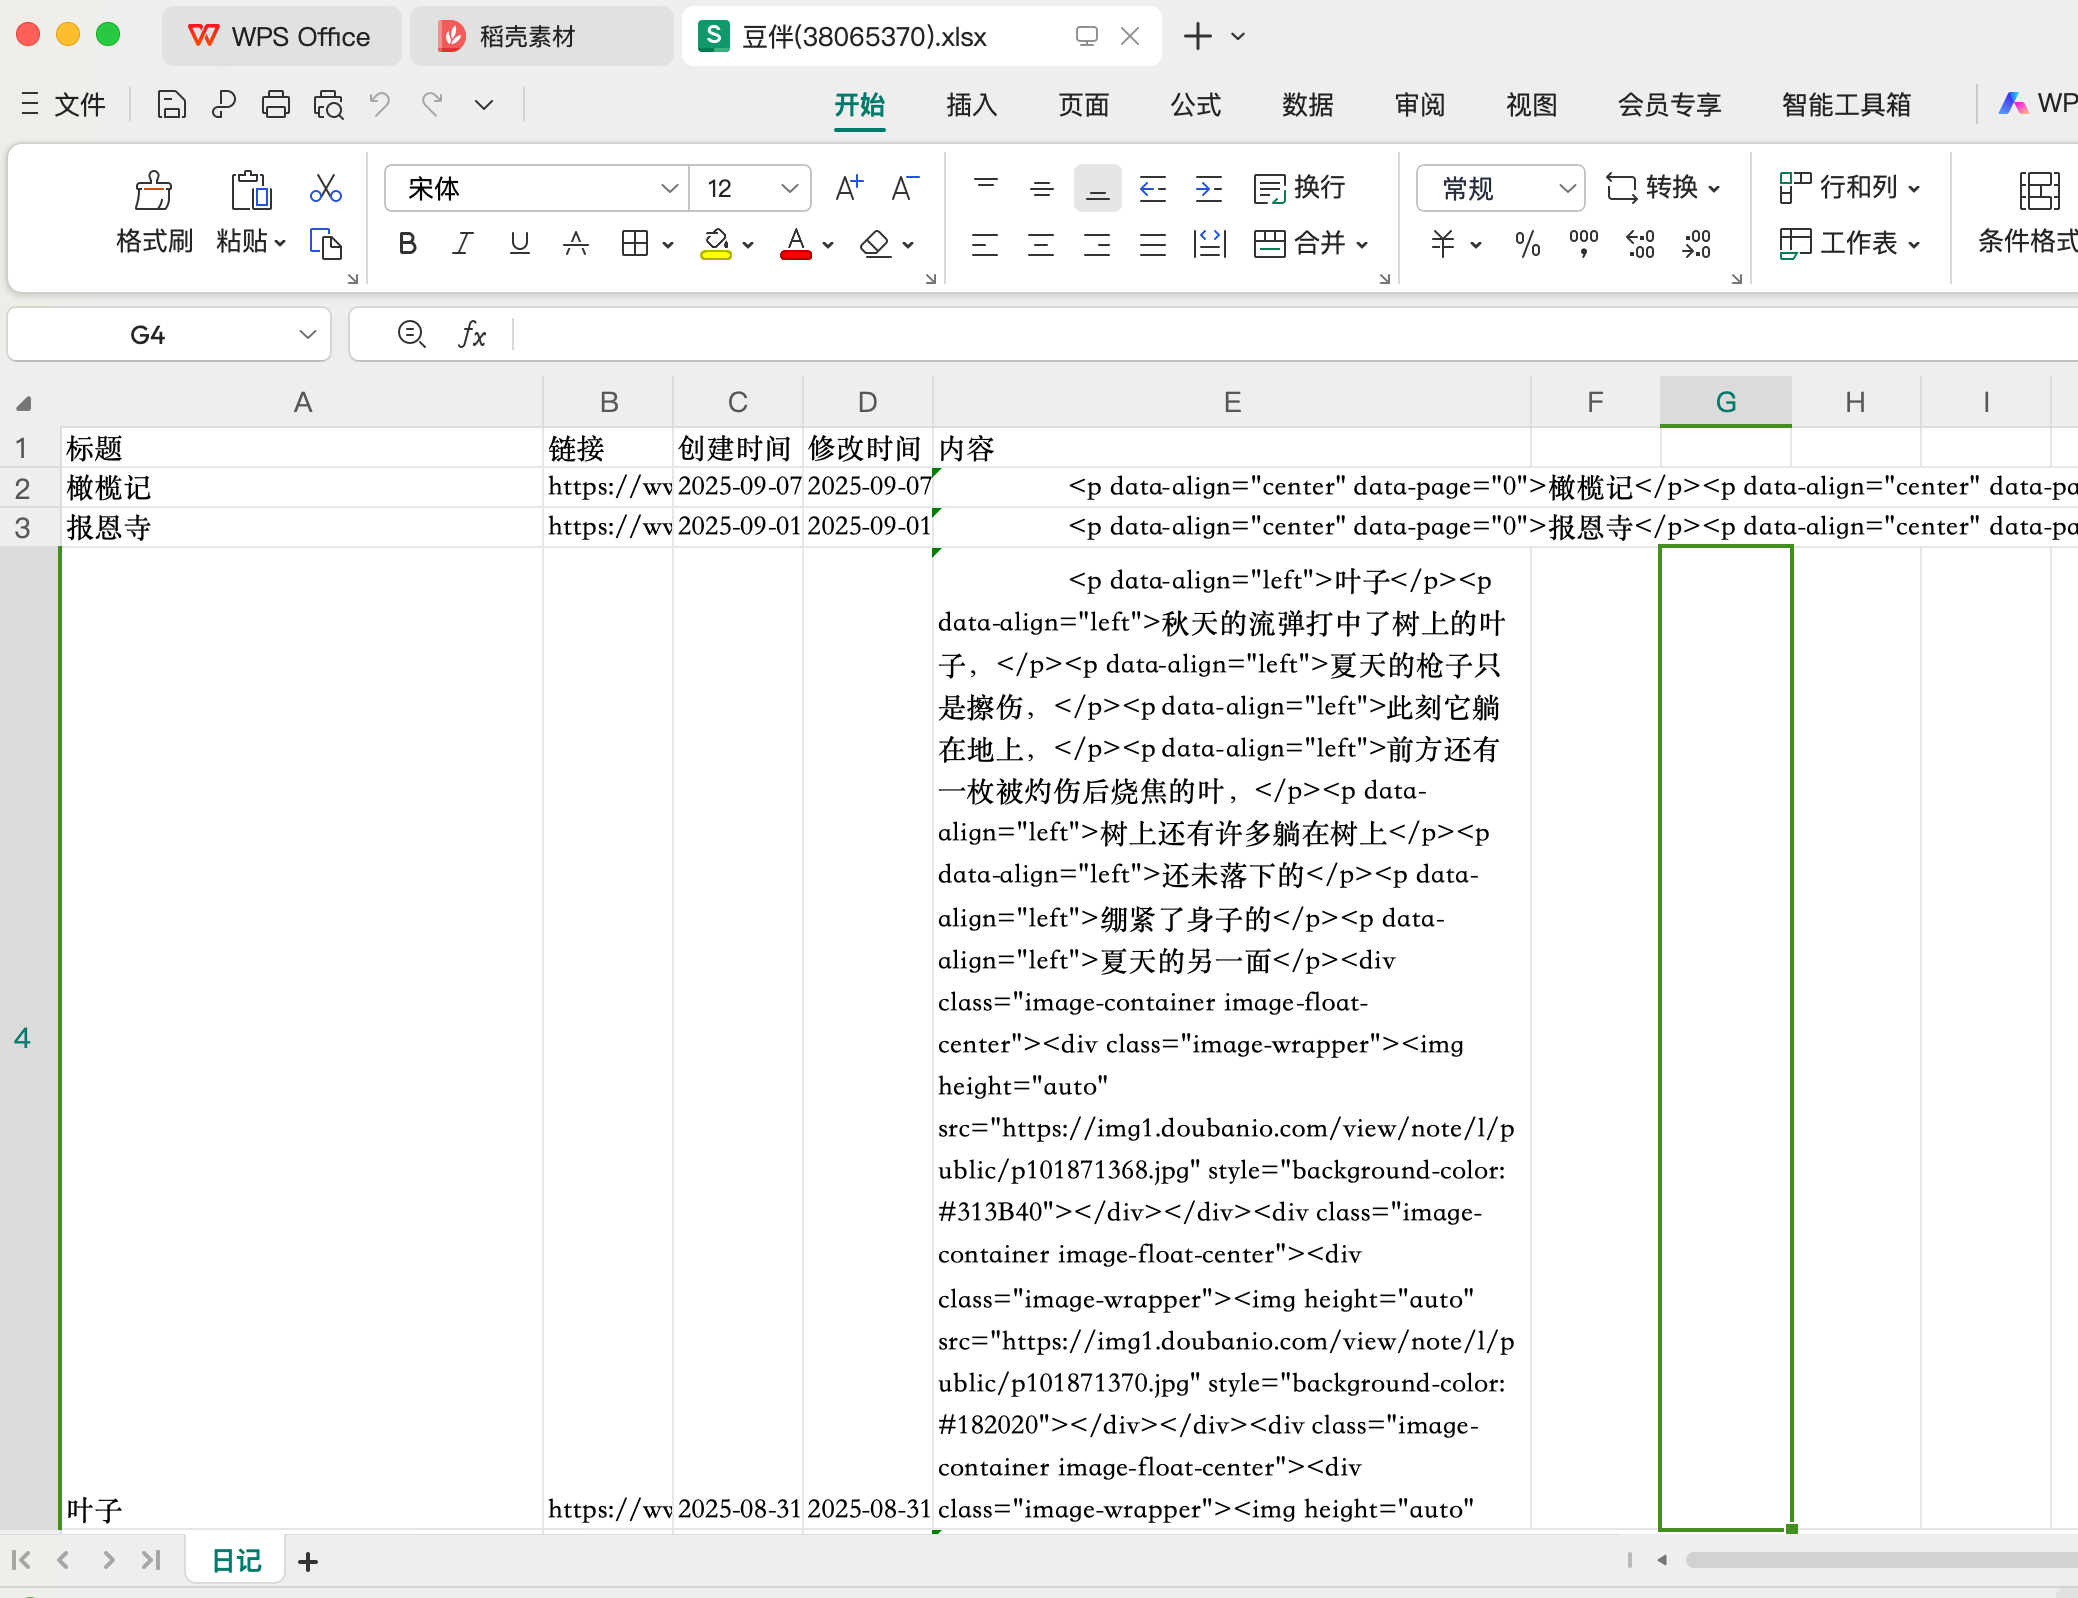 WPS Office
稻壳素材
S 豆伴(38065370).xlsx
文件
开始 插入 页面 公式 数据 审阅 视图 会员专享 智能工具箱
格式刷 粘贴
宋体 12
换行
合并
常规 转换
行和列
工作表
G4
fx
A B C D E F G H I
1 标题 链接 创建时间 修改时间 内容
2 橄榄记 https://ww 2025-09-07 2025-09-07 <p data-align="center" data-page="0">橄榄记</p><p data-align="center" data-pa
3 报恩寺 https://ww 2025-09-01 2025-09-01 <p data-align="center" data-page="0">报恩寺</p><p data-align="center" data-pa
<p data-align="left">叶子</p><p
data-align="left">秋天的流弹打中了树上的叶
子，</p><p data-align="left">夏天的枪子只
是擦伤，</p><p data-align="left">此刻它躺
在地上，</p><p data-align="left">前方还有
一枚被灼伤后烧焦的叶，</p><p data-
align="left">树上还有许多躺在树上</p><p
data-align="left">还未落下的</p><p data-
align="left">绷紧了身子的</p><p data-
align="left">夏天的另一面</p><div
class="image-container image-float-
center"><div class="image-wrapper"><img
height="auto"
src="https://img1.doubanio.com/view/note/l/p
ublic/p101871368.jpg" style="background-color:
#313B40"></div></div><div class="image-
container image-float-center"><div
class="image-wrapper"><img height="auto"
src="https://img1.doubanio.com/view/note/l/p
ublic/p101871370.jpg" style="background-color:
#182020"></div></div><div class="image-
container image-float-center"><div
4 叶子 https://ww 2025-08-31 2025-08-31 class="image-wrapper"><img height="auto"
日记